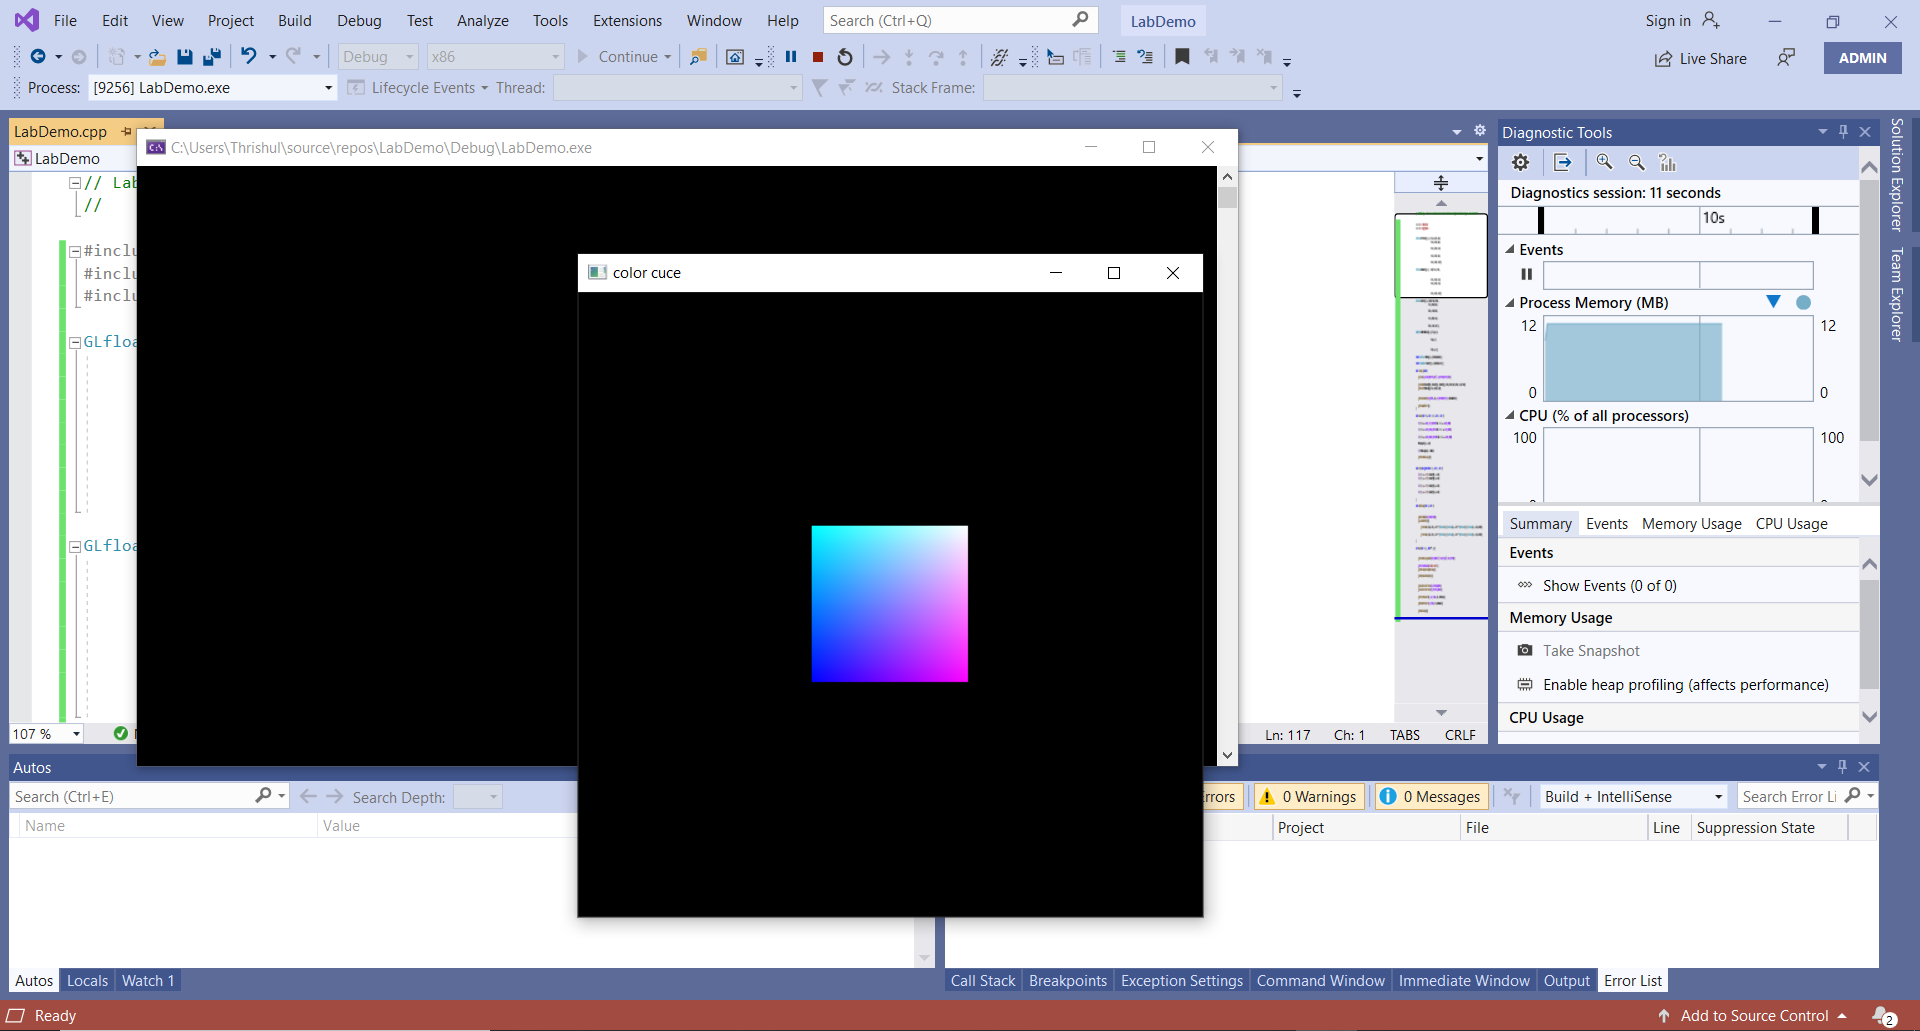 File Edit View Project Build Debug Test Analyze Tools Extensions Window Help Search (Ctrl+Q) LabDemo Sign in
Debug x86 Continue Live Share ADMIN
Process: [9256] LabDemo.exe Lifecycle Events Thread: Stack Frame:
LabDemo.cpp
LabDemo
C:\Users\Thrishul\source\repos\LabDemo\Debug\LabDemo.exe
// Lab
//
#inclu
#inclu
#inclu
GLfloa
GLfloa
107 %
color cuce
Ln: 117 Ch: 1 TABS CRLF
Diagnostic Tools
Diagnostics session: 11 seconds
10s
Events
Process Memory (MB)
12 12
0 0
CPU (% of all processors)
100 100
Summary Events Memory Usage CPU Usage
Events
Show Events (0 of 0)
Memory Usage
Take Snapshot
Enable heap profiling (affects performance)
CPU Usage
Solution Explorer
Team Explorer
Autos
Search (Ctrl+E) Search Depth:
Name Value
rrors 0 Warnings 0 Messages Build + IntelliSense Search Error Li
Project File Line Suppression State
Autos Locals Watch 1
Call Stack Breakpoints Exception Settings Command Window Immediate Window Output Error List
Ready Add to Source Control 2